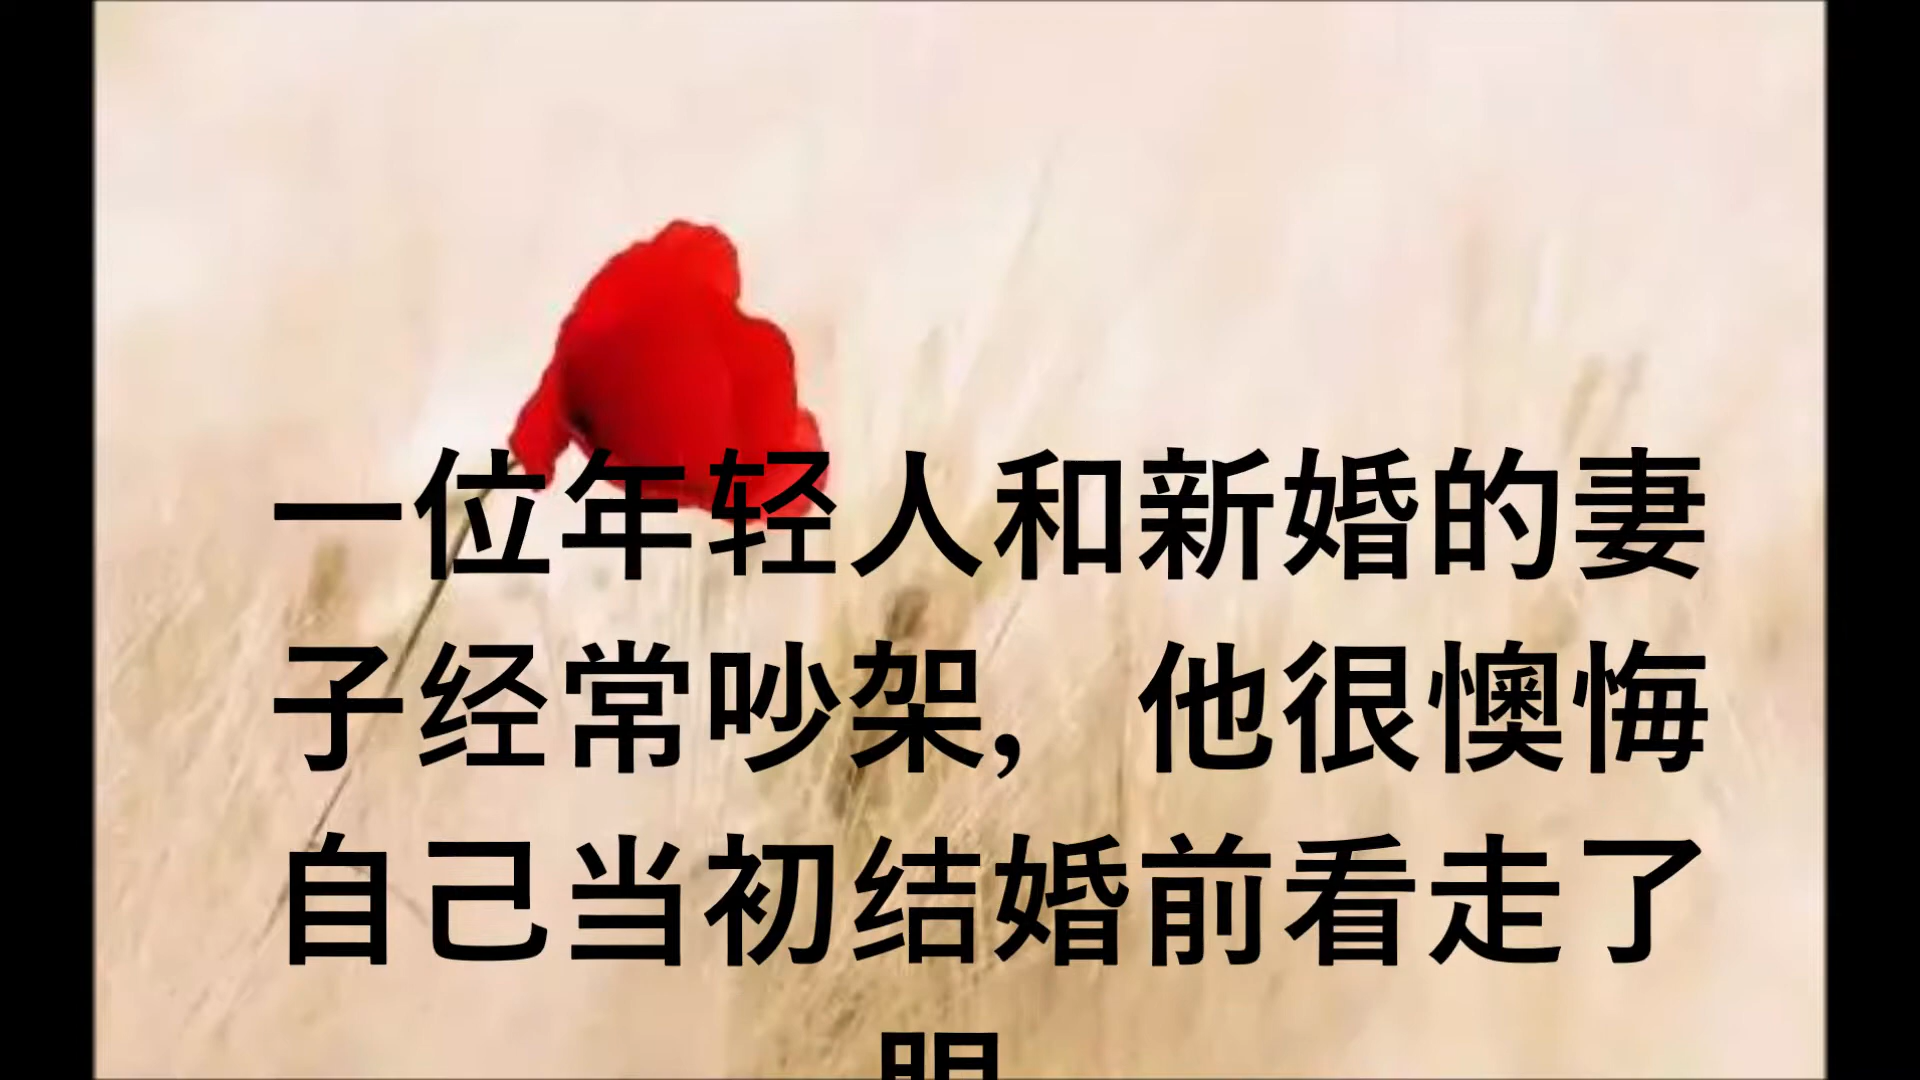 一位年轻人和新婚的妻
子经常吵架，他很懊悔
自己当初结婚前看走了